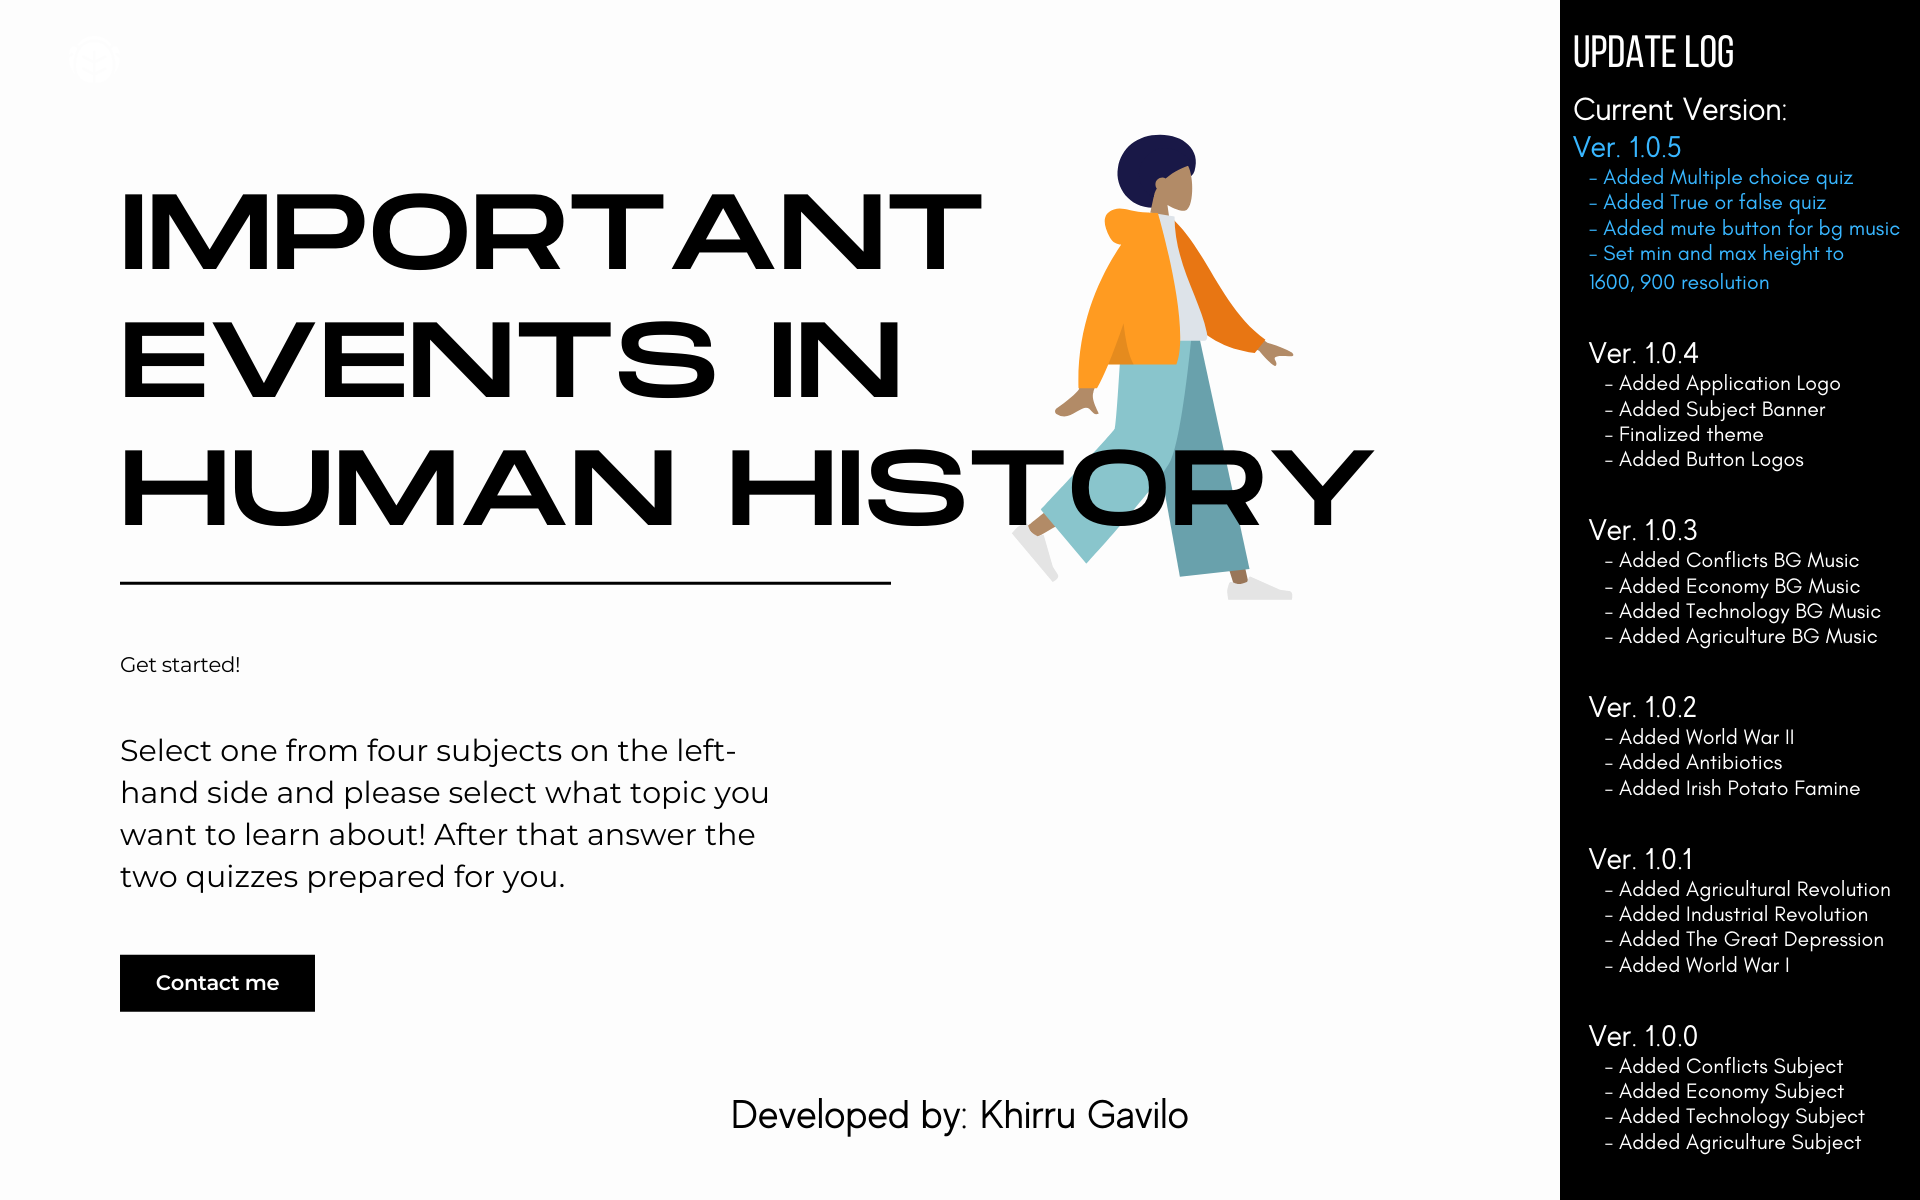 IMPORTANT
EVENTS IN
HUMAN HISTORY
Get started!
Select one from four subjects on the left-
hand side and please select what topic you
want to learn about! After that answer the
two quizzes prepared for you.
Contact me
Developed by: Khirru Gavilo
UPDATE LOG
Current Version:
Ver. 1.0.5
- Added Multiple choice quiz
- Added True or false quiz
- Added mute button for bg music
- Set min and max height to
1600, 900 resolution
Ver. 1.0.4
- Added Application Logo
- Added Subject Banner
- Finalized theme
- Added Button Logos
Ver. 1.0.3
- Added Conflicts BG Music
- Added Economy BG Music
- Added Technology BG Music
- Added Agriculture BG Music
Ver. 1.0.2
- Added World War II
- Added Antibiotics
- Added Irish Potato Famine
Ver. 1.0.1
- Added Agricultural Revolution
- Added Industrial Revolution
- Added The Great Depression
- Added World War I
Ver. 1.0.0
- Added Conflicts Subject
- Added Economy Subject
- Added Technology Subject
- Added Agriculture Subject